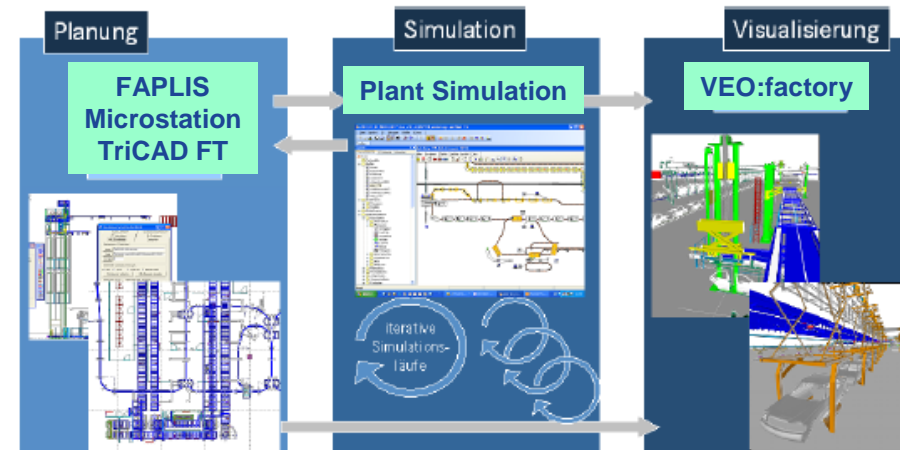 Planung
FAPLIS
Microstation
TriCAD FT
Simulation
Plant Simulation
iterative
Simulations-
läufe
Visualisierung
VEO:factory